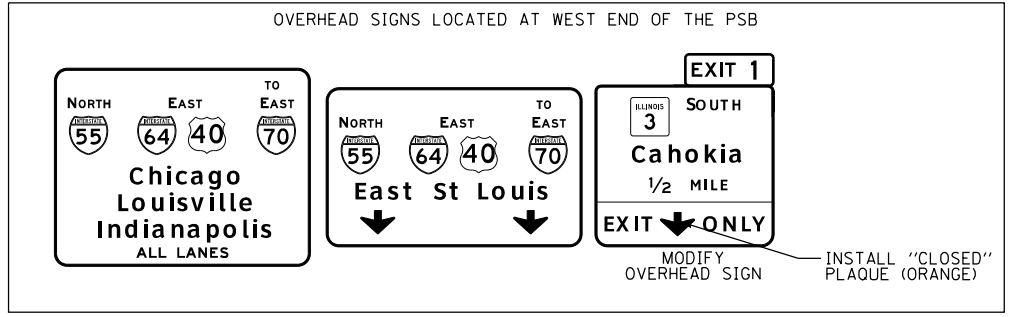 OVERHEAD SIGNS LOCATED AT WEST END OF THE PSB
NORTH EAST TO EAST
INTERSTATE 55 INTERSTATE 64 40 INTERSTATE 70
Chicago
Louisville
Indianapolis
ALL LANES
NORTH EAST TO EAST
INTERSTATE 55 INTERSTATE 64 40 INTERSTATE 70
East St Louis
EXIT 1
ILLINOIS 3 SOUTH
Cahokia
1/2 MILE
EXIT ONLY
MODIFY
OVERHEAD SIGN
INSTALL "CLOSED"
PLAQUE (ORANGE)